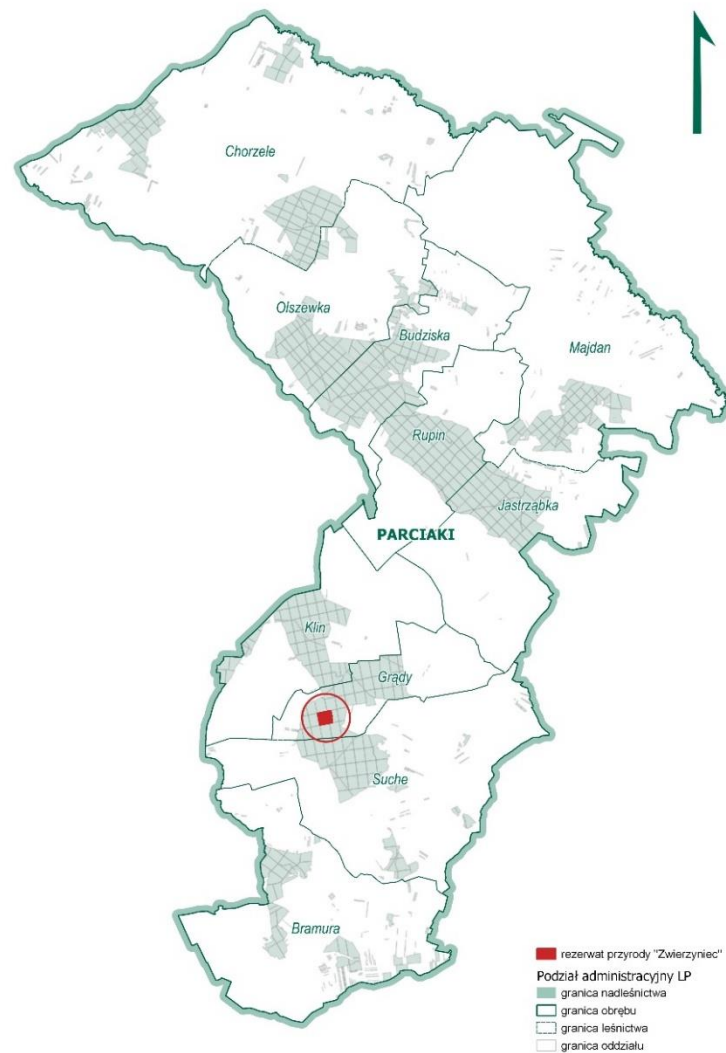 Chorzele
Olszewka
Budziska
Majdan
Rupin
Jastrząbka
PARCIAKI
Klin
Grądy
Suche
Bramura
rezerwat przyrody "Zwierzyniec"
Podział administracyjny LP
granica nadleśnictwa
granica obrębu
granica leśnictwa
granica oddziału